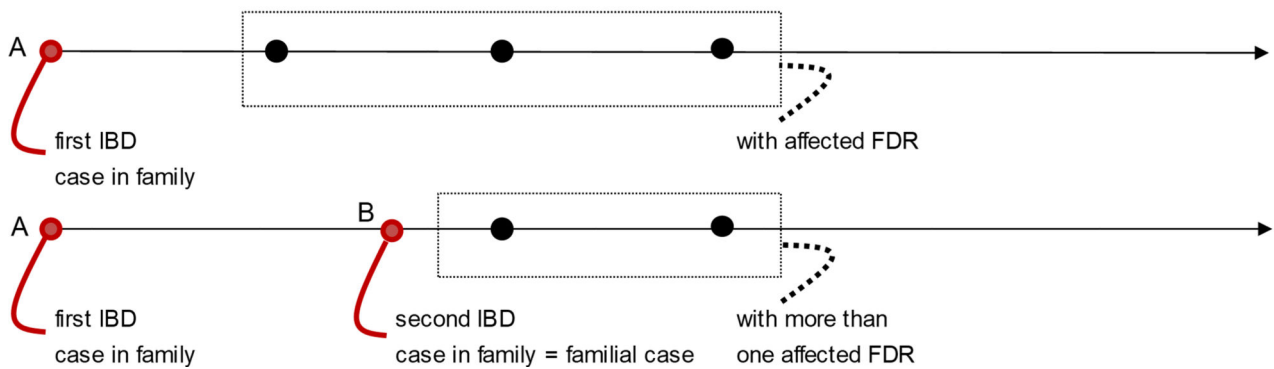 A
first IBD
case in family
with affected FDR
A
B
first IBD
case in family
second IBD
case in family = familial case
with more than
one affected FDR